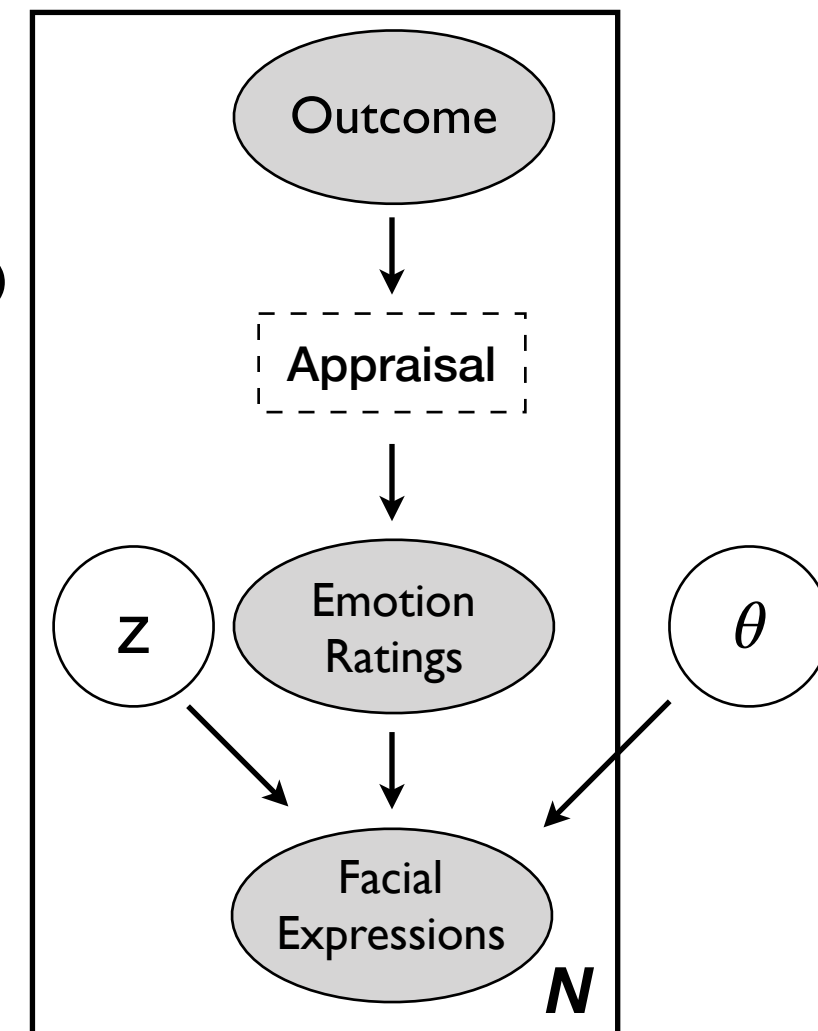 Outcome
Appraisal
z
Emotion
Ratings
θ
Facial
Expressions
N